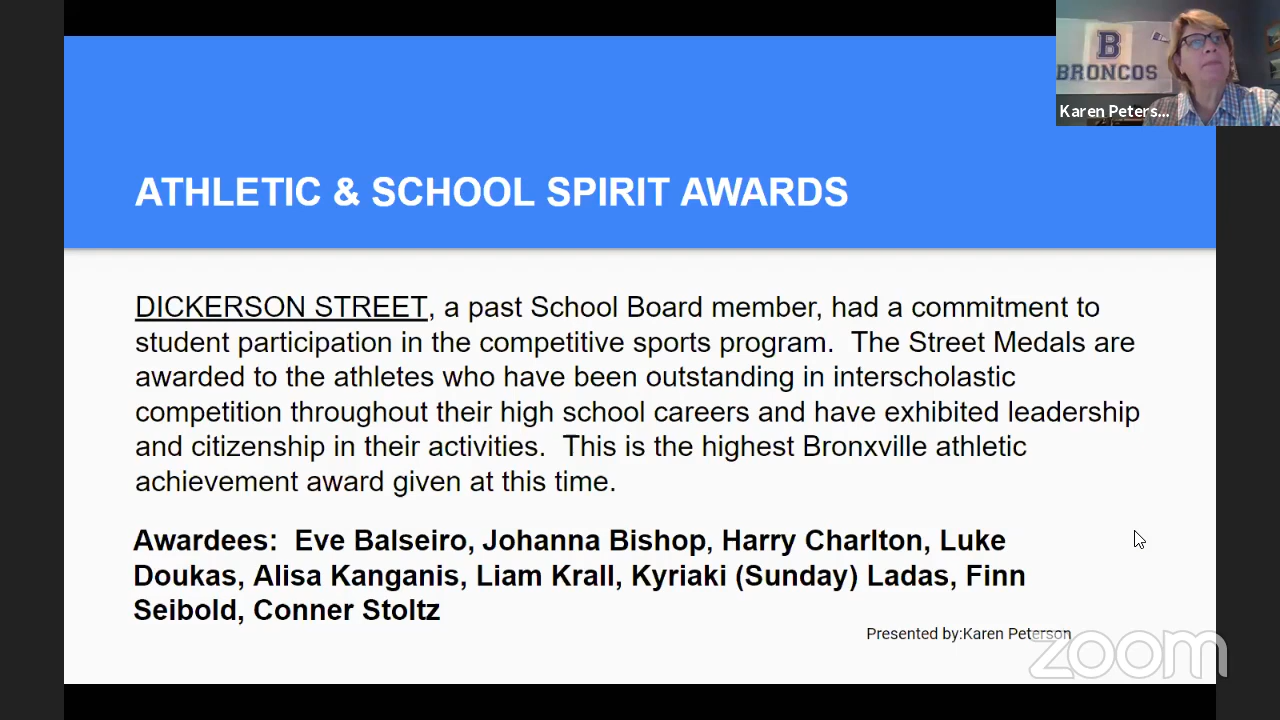 B
BRONCOS
Karen Peters...
ATHLETIC & SCHOOL SPIRIT AWARDS
DICKERSON STREET, a past School Board member, had a commitment to
student participation in the competitive sports program.  The Street Medals are
awarded to the athletes who have been outstanding in interscholastic
competition throughout their high school careers and have exhibited leadership
and citizenship in their activities.  This is the highest Bronxville athletic
achievement award given at this time.
Awardees:  Eve Balseiro, Johanna Bishop, Harry Charlton, Luke
Doukas, Alisa Kanganis, Liam Krall, Kyriaki (Sunday) Ladas, Finn
Seibold, Conner Stoltz
Presented by:Karen Peterson
zoom